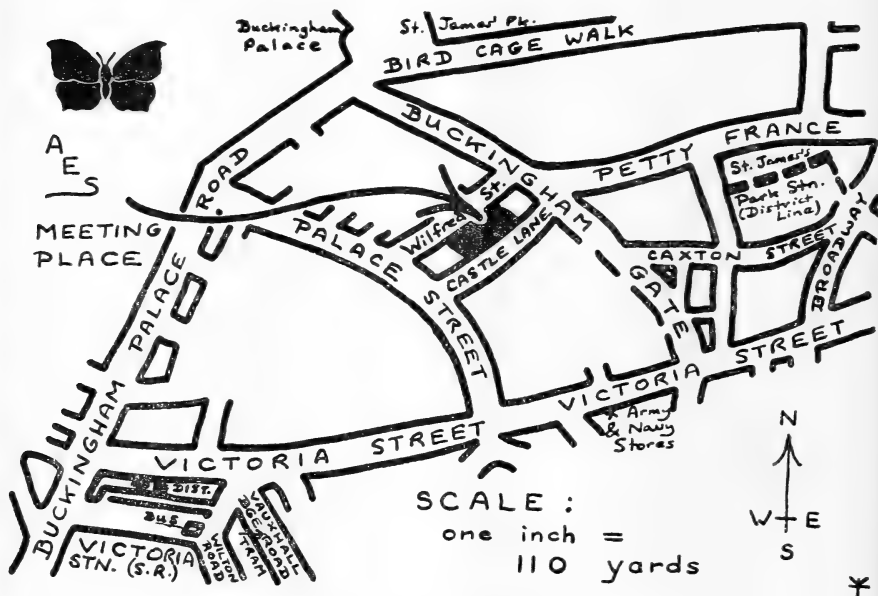 Buckingham
Palace
St. James' Pk.
BIRD CAGE WALK
BUCKINGHAM
GATE
PETTY FRANCE
St. James's
Park Stn.
(District
Line)
A
E
S
MEETING
PLACE
BUCKINGHAM PALACE ROAD
PALACE STREET
Wilfred St.
CASTLE LANE
CAXTON STREET
BROADWAY
VICTORIA STREET
x Army
& Navy
Stores
VICTORIA STREET
DIST.
BUS
VICTORIA
STN. (S.R.)
WILTON
ROAD
TRAM
VAUXHALL
BGE. ROAD
SCALE :
one inch =
110 yards
N
W E
S